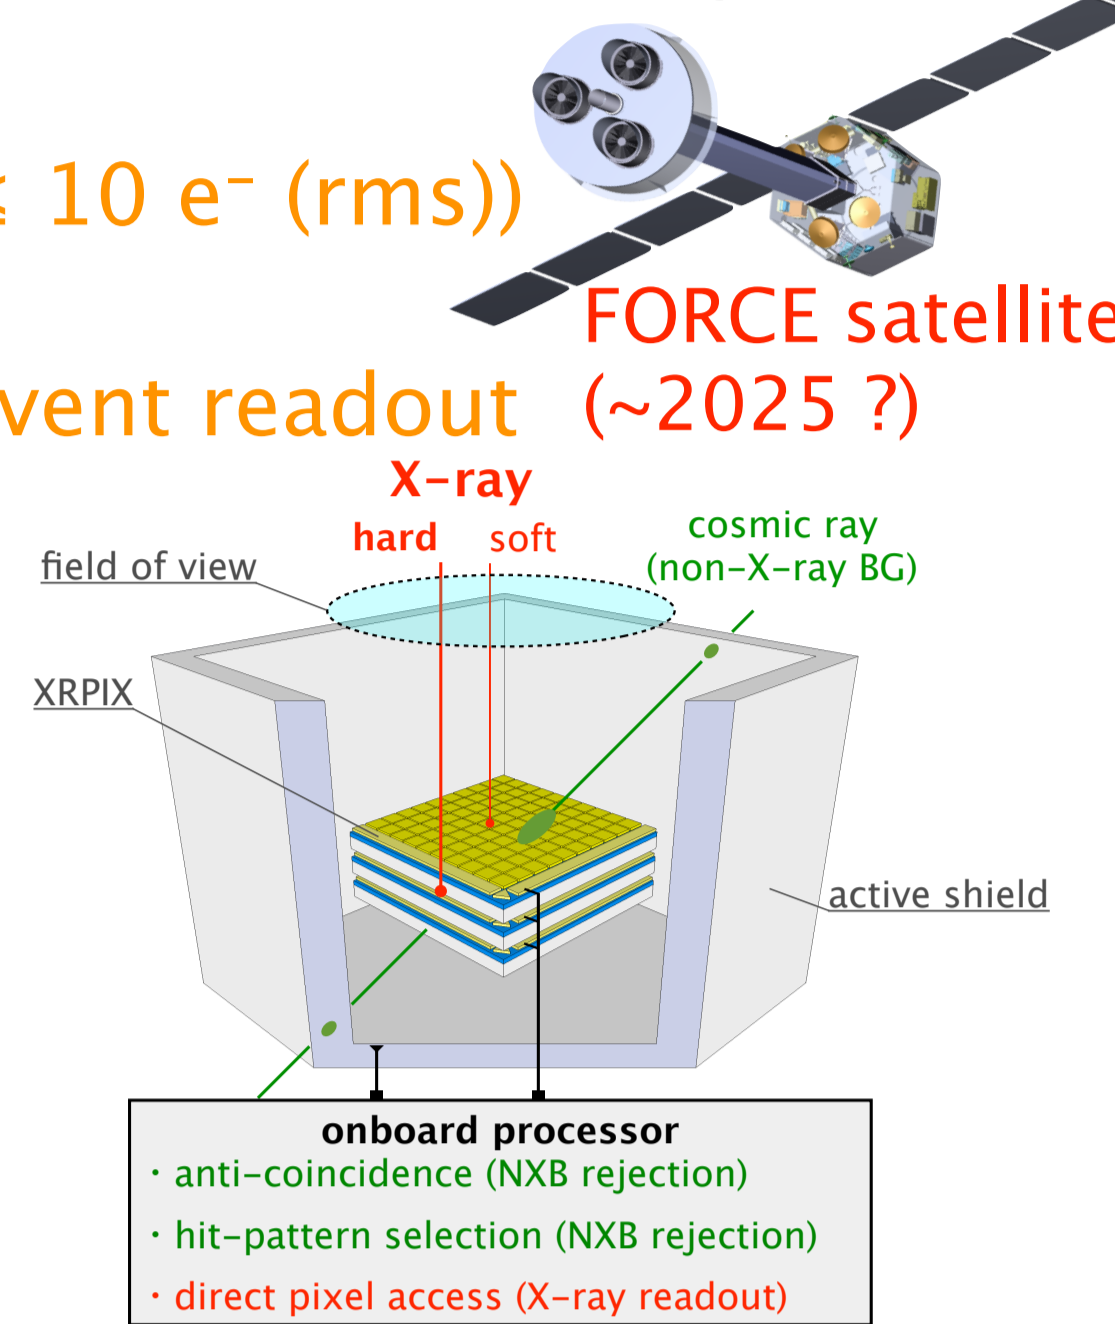 10 e⁻ (rms))
FORCE satellite
(~2025 ?)
readout
X-ray
hard soft
cosmic ray
(non-X-ray BG)
field of view
XRPIX
active shield
onboard processor
· anti-coincidence (NXB rejection)
· hit-pattern selection (NXB rejection)
· direct pixel access (X-ray readout)